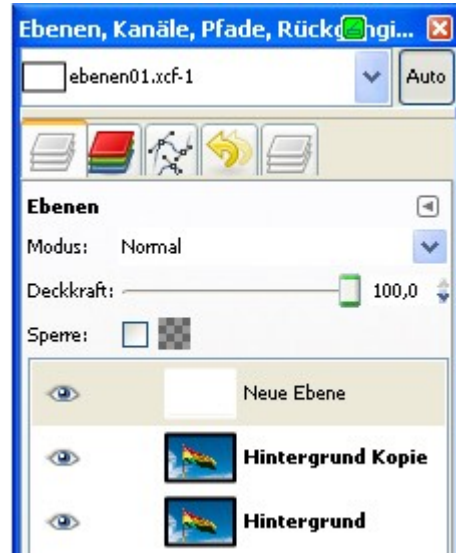 Ebenen, Kanäle, Pfade, Rückgängi...
ebenen01.xcf-1
Auto
Ebenen
Modus: Normal
Deckkraft: 100,0
Sperre:
Neue Ebene
Hintergrund Kopie
Hintergrund